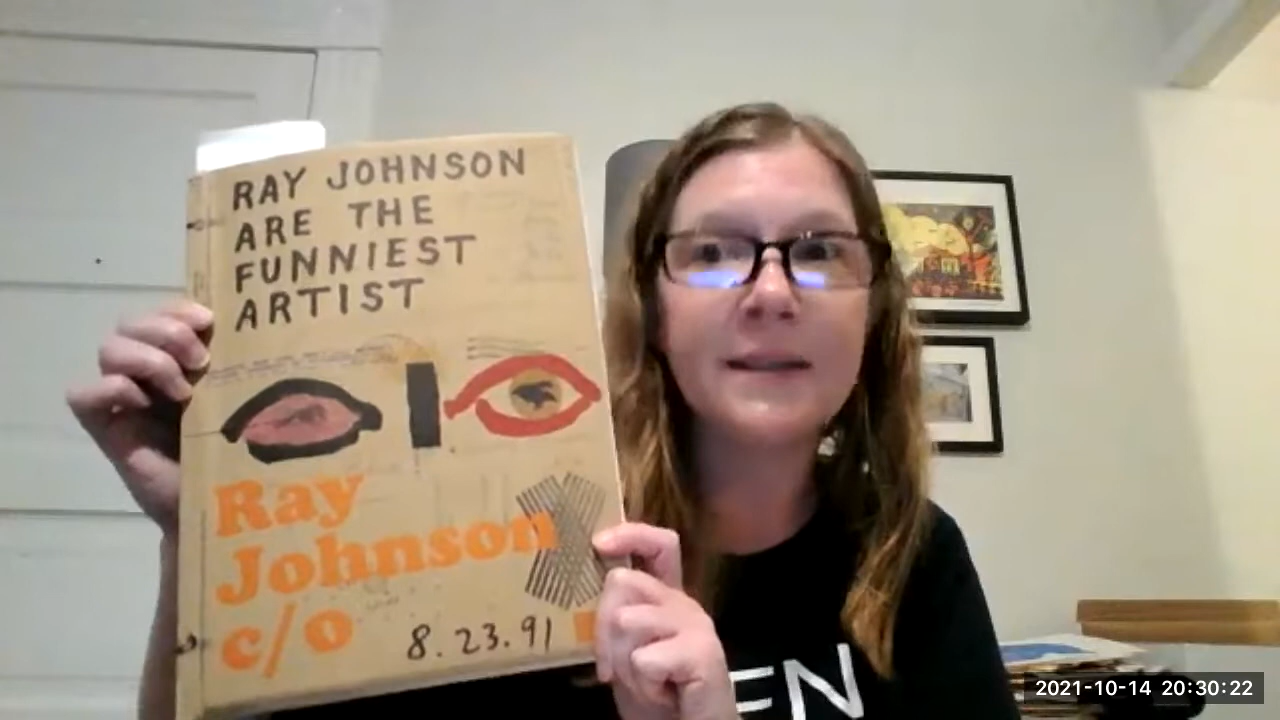 RAY JOHNSON
ARE THE
FUNNIEST
ARTIST
Ray
Johnson
c/o
8.23.91
EN
2021-10-14 20:30:22